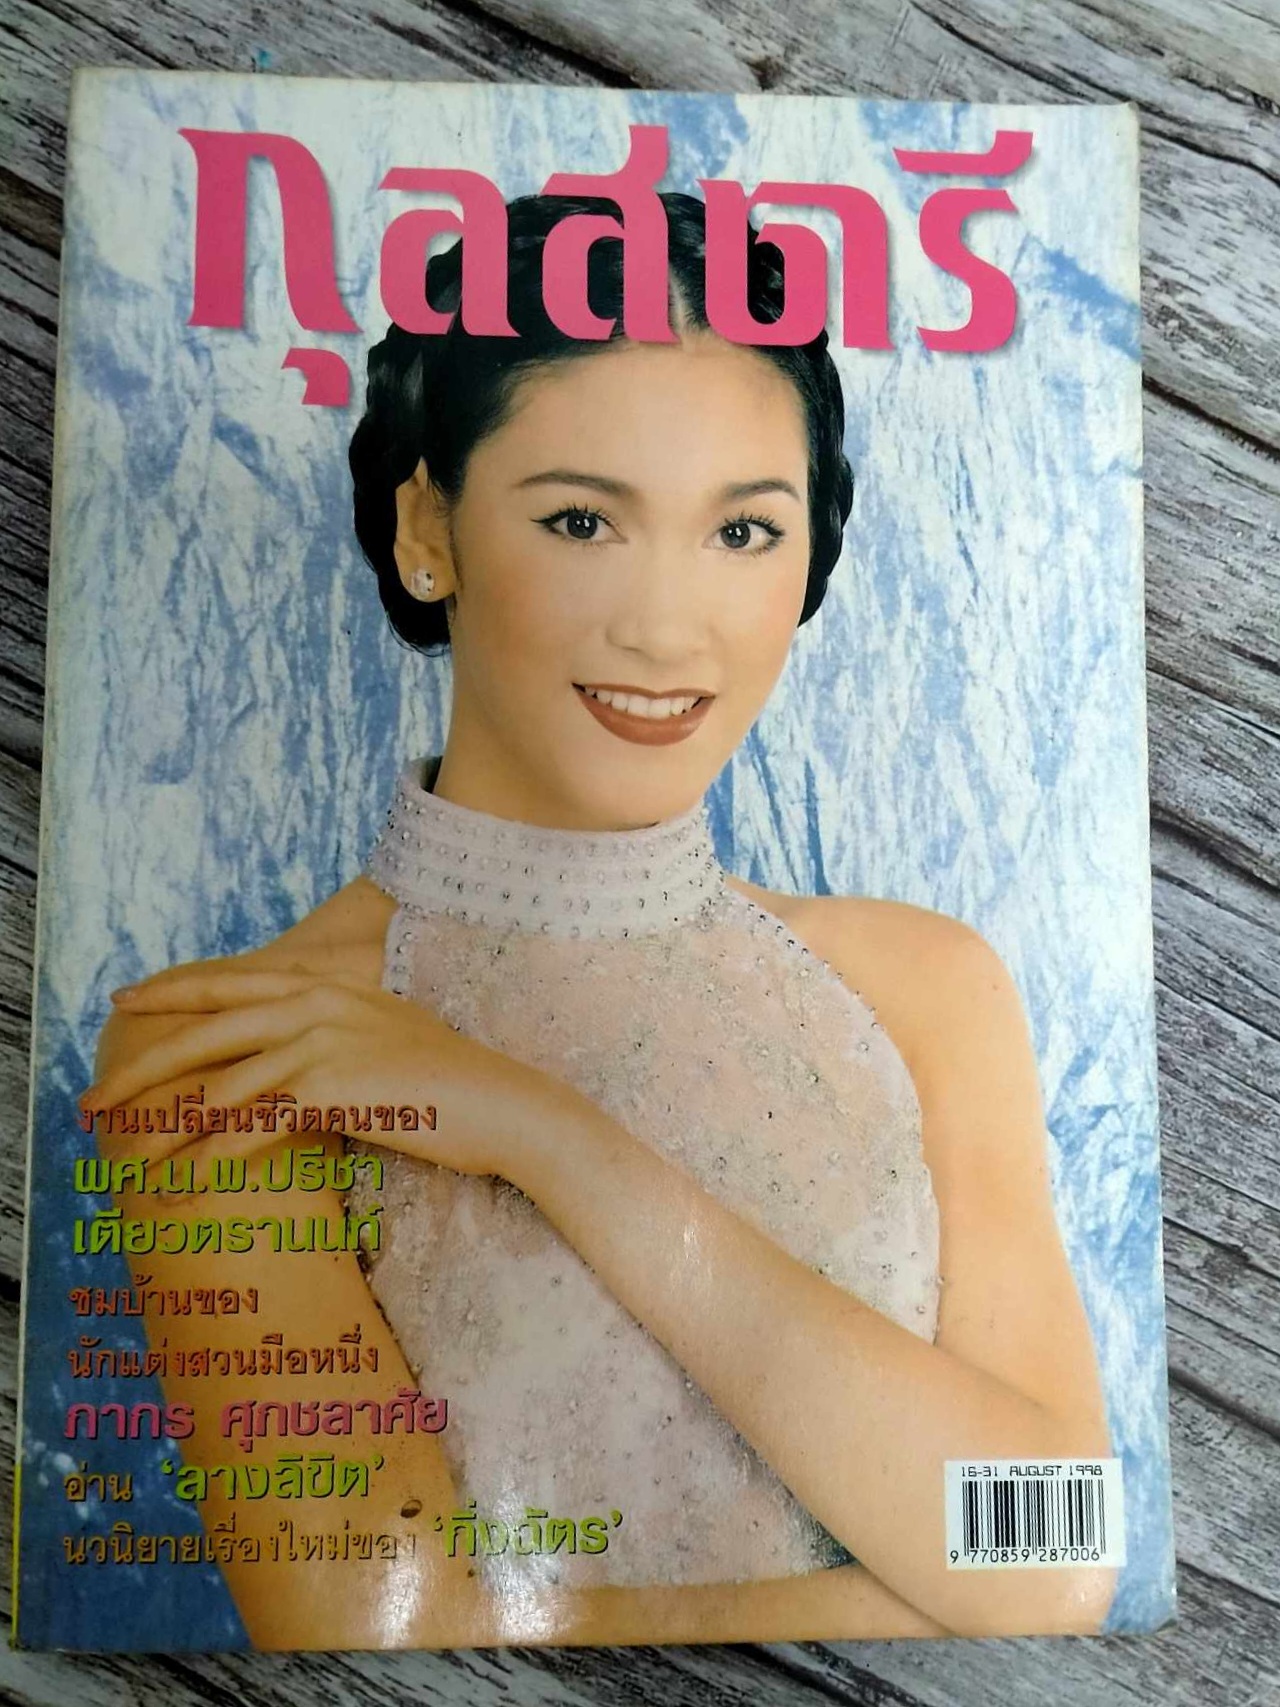 กุลสตรี
งานเปลี่ยนชีวิตคนของ
ผศ.น.พ.ปรีชา
เตียวตรานนท์
ชมบ้านของ
นักแต่งสวนมือหนึ่ง
ภากร ศุกชลาศัย
อ่าน 'ลางลิขิต'
นวนิยายเรื่องใหม่ของ 'กิ่งฉัตร'
16-31 AUGUST 1998
9 770859 287006